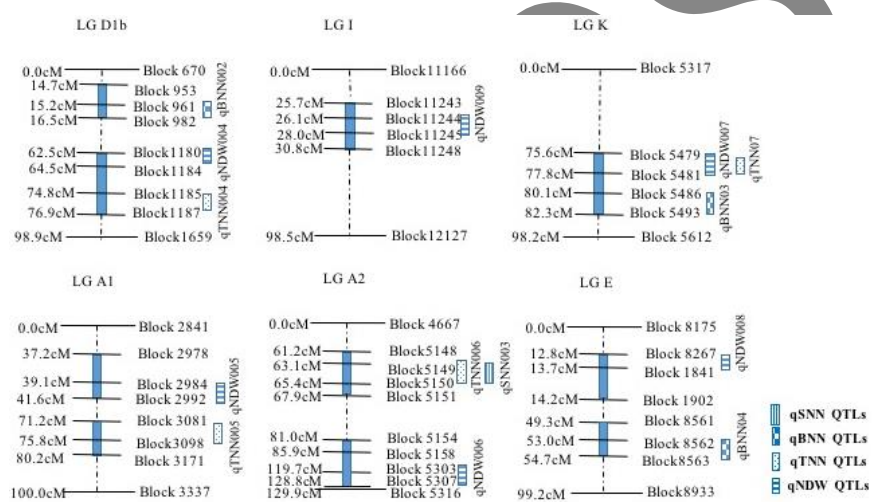 LG D1b
0.0cM Block 670
14.7cM Block 953
15.2cM Block 961
16.5cM Block 982
62.5cM Block1180
64.5cM Block1184
74.8cM Block1185
76.9cM Block1187
98.9cM Block1659
qBNN002
qNDW004
qTNN004
LG I
0.0cM Block11166
25.7cM Block11243
26.1cM Block11244
28.0cM Block11245
30.8cM Block11248
98.5cM Block12127
qNDW009
LG K
0.0cM Block 5317
75.6cM Block 5479
77.8cM Block 5481
80.1cM Block 5486
82.3cM Block 5493
98.2cM Block 5612
qNDW007
qTNN07
qBNN03
LG A1
0.0cM Block 2841
37.2cM Block 2978
39.1cM Block 2984
41.6cM Block 2992
71.2cM Block 3081
75.8cM Block3098
80.2cM Block 3171
100.0cM Block 3337
qNDW005
qTNN005
LG A2
0.0cM Block 4667
61.2cM Block5148
63.1cM Block5149
65.4cM Block5150
67.9cM Block5151
81.0cM Block 5154
85.9cM Block 5158
119.7cM Block 5303
128.8cM Block 5307
129.9cM Block 5316
qTNN006
qSNN003
qNDW006
LG E
0.0cM Block 8175
12.8cM Block 8267
13.7cM Block 1841
14.2cM Block 1902
49.3cM Block 8561
53.0cM Block 8562
54.7cM Block8563
99.2cM Block8933
qNDW008
qBNN04
qSNN QTLs
qBNN QTLs
qTNN QTLs
qNDW QTLs